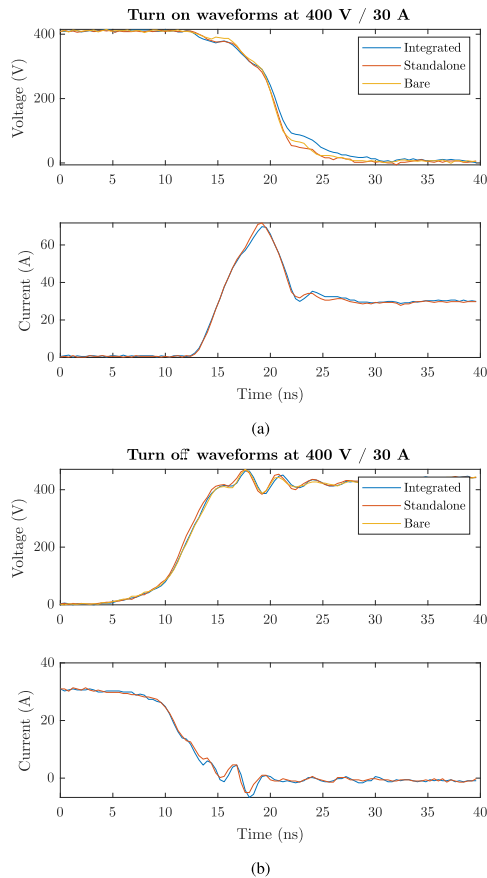 Turn on waveforms at 400 V / 30 A
Voltage (V)
400
200
0
0 5 10 15 20 25 30 35 40
Integrated
Standalone
Bare
Current (A)
60
40
20
0
0 5 10 15 20 25 30 35 40
Time (ns)
(a)
Turn off waveforms at 400 V / 30 A
Voltage (V)
400
200
0
0 5 10 15 20 25 30 35 40
Integrated
Standalone
Bare
Current (A)
40
20
0
0 5 10 15 20 25 30 35 40
Time (ns)
(b)